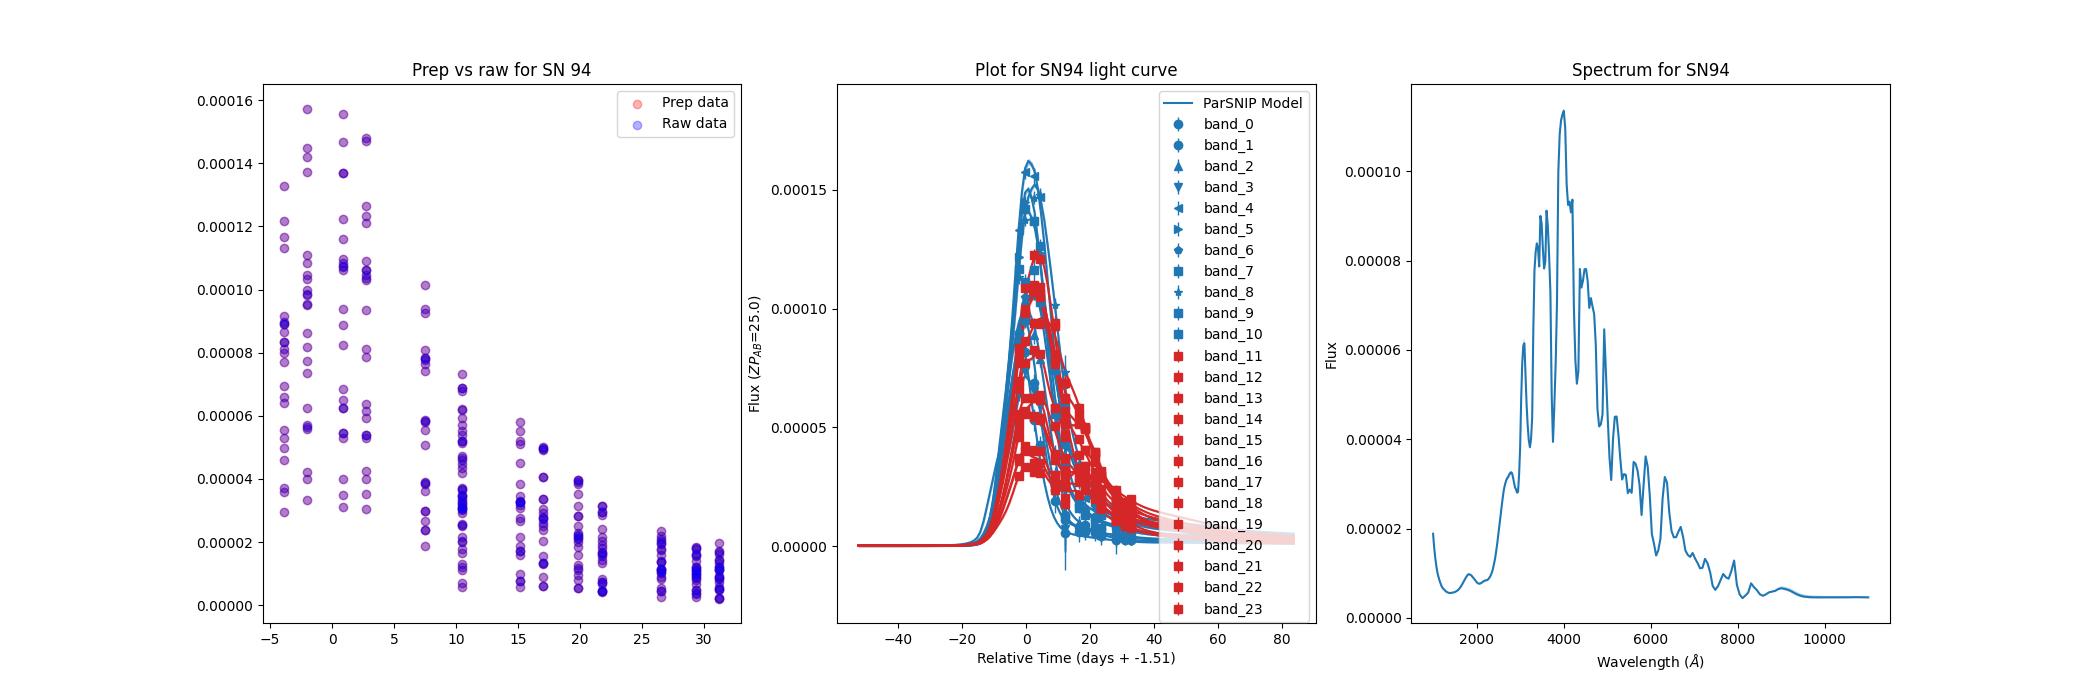 Prep vs raw for SN 94
0.00016
0.00014
0.00012
0.00010
0.00008
0.00006
0.00004
0.00002
0.00000
−5
0
5
10
15
20
25
30
Prep data
Raw data
Plot for SN94 light curve
Flux (ZP_AB=25.0)
0.00015
0.00010
0.00005
0.00000
−40
−20
0
20
40
60
80
Relative Time (days + -1.51)
ParSNIP Model
band_0
band_1
band_2
band_3
band_4
band_5
band_6
band_7
band_8
band_9
band_10
band_11
band_12
band_13
band_14
band_15
band_16
band_17
band_18
band_19
band_20
band_21
band_22
band_23
Spectrum for SN94
Flux
0.00010
0.00008
0.00006
0.00004
0.00002
0.00000
2000
4000
6000
8000
10000
Wavelength (Å)